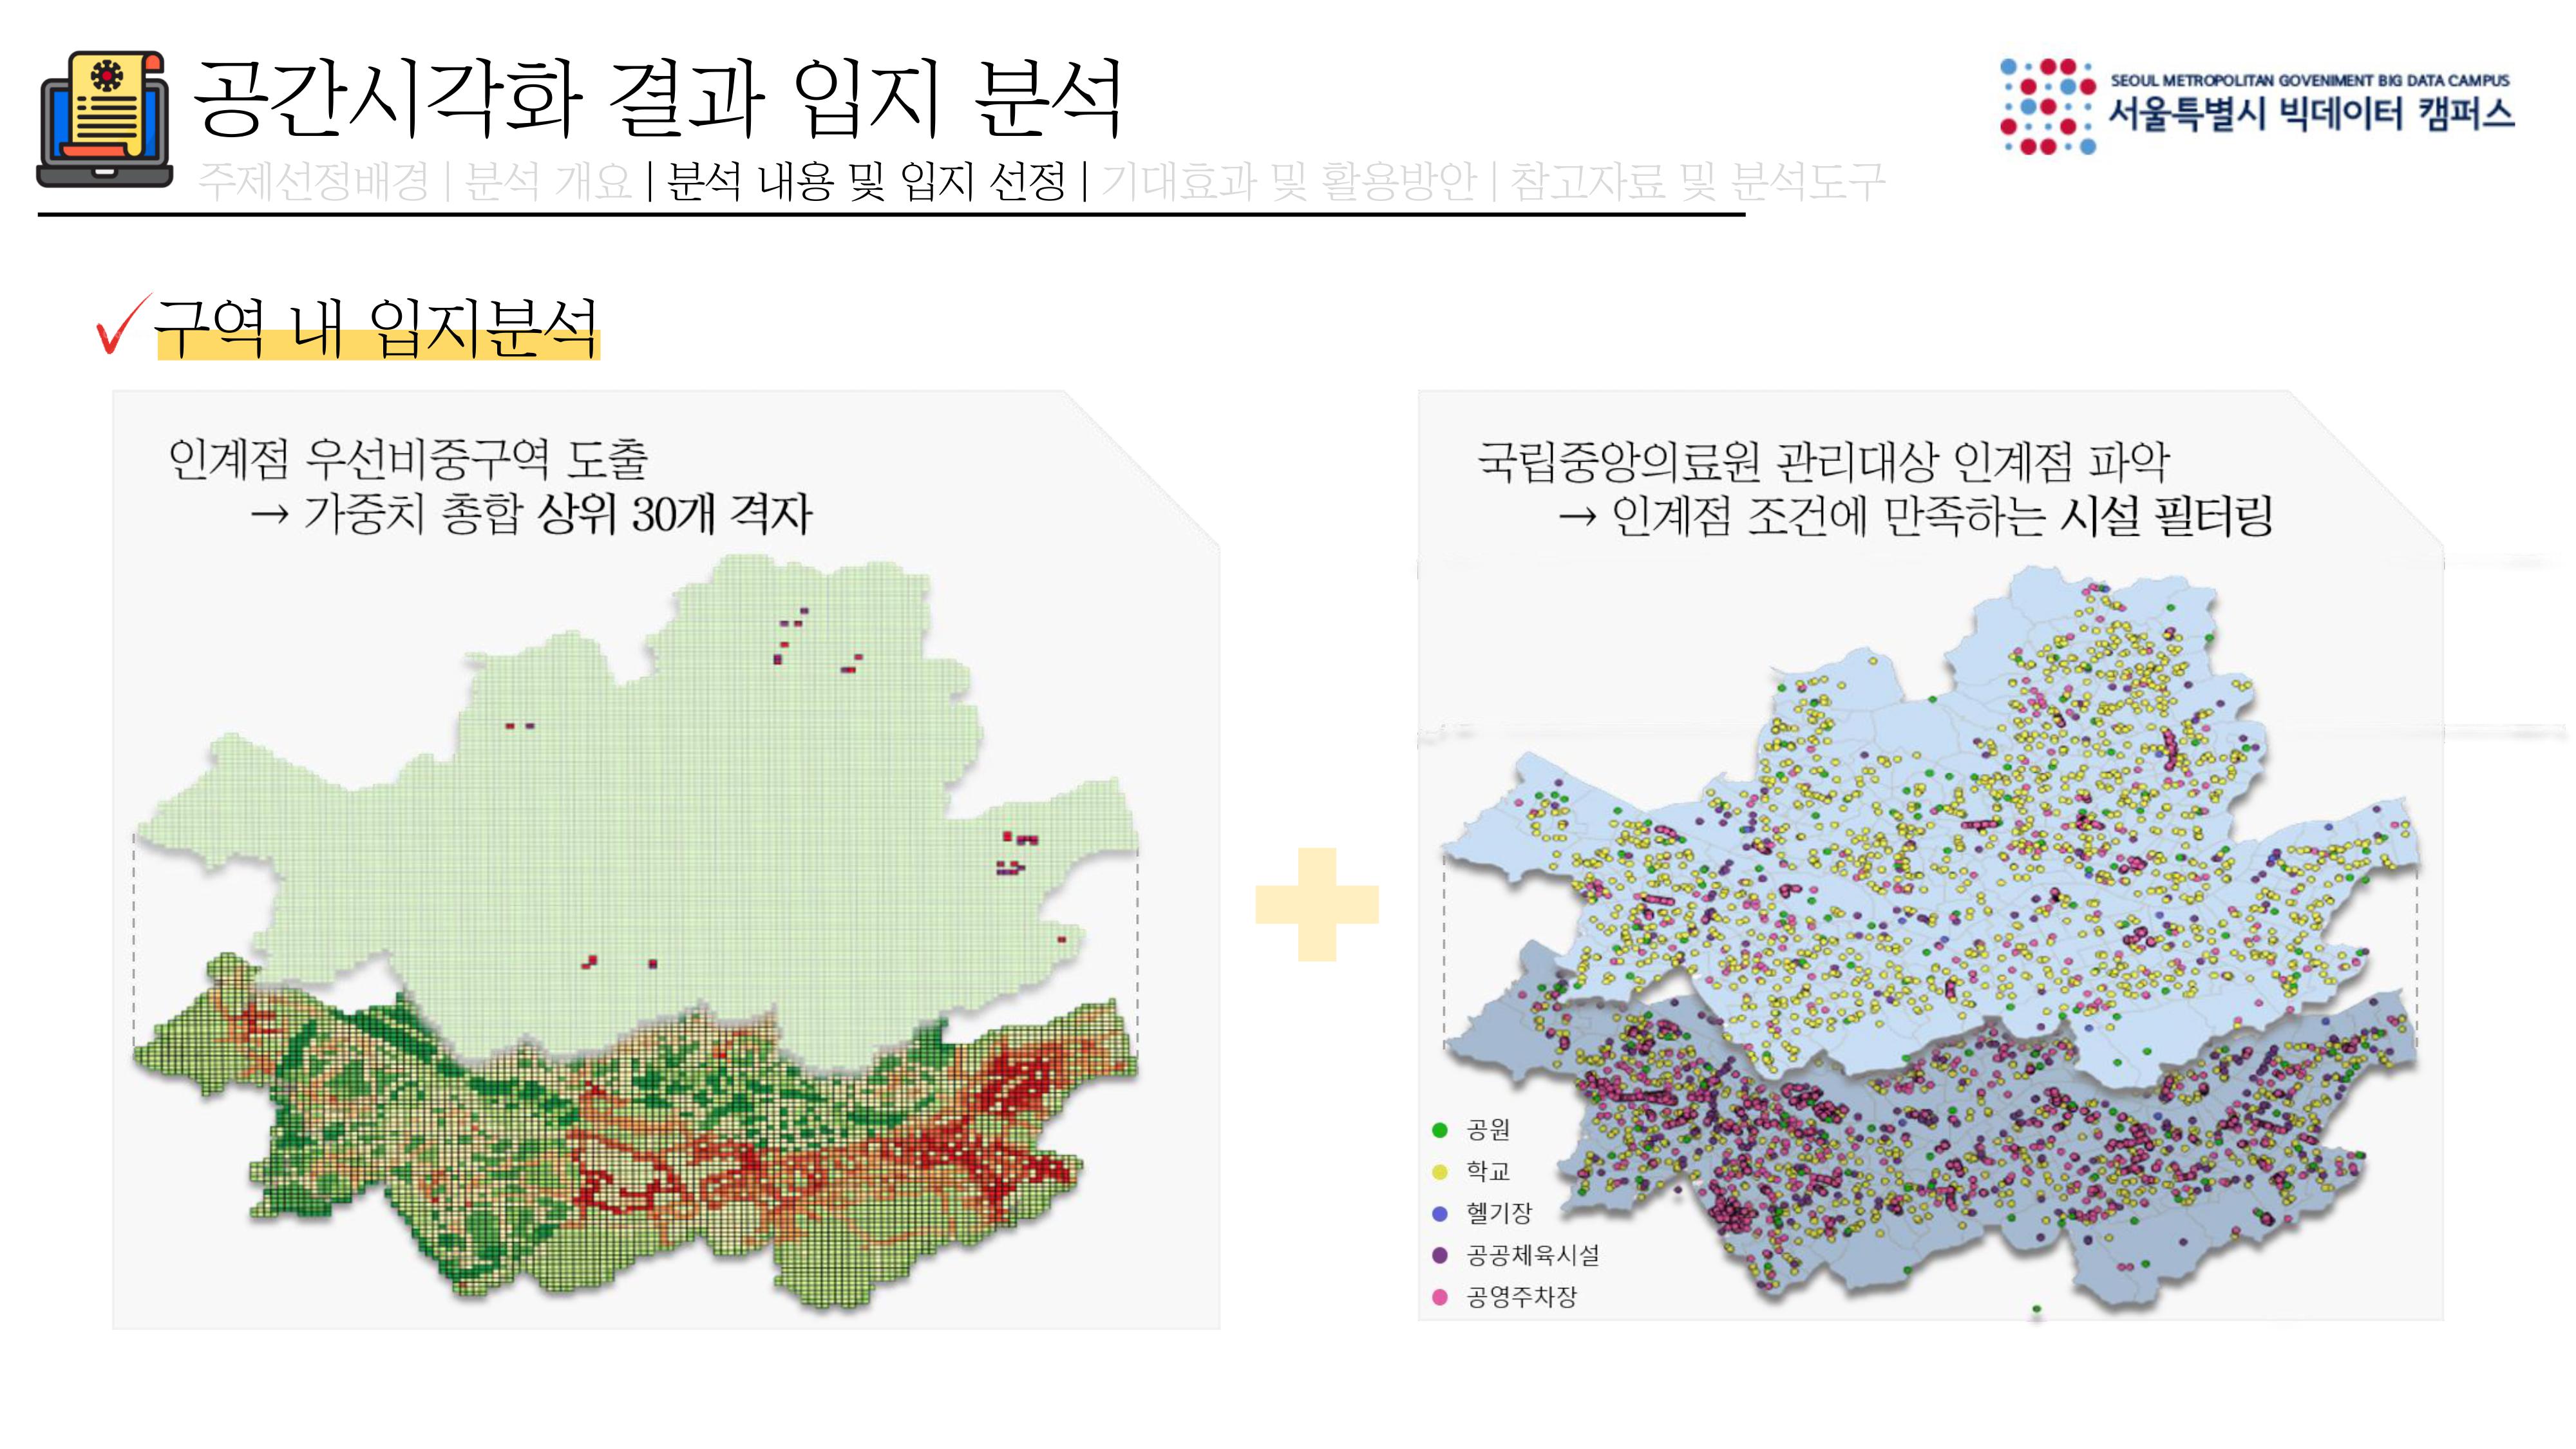 공간시각화 결과 입지 분석
SEOUL METROPOLITAN GOVENIMENT BIG DATA CAMPUS
서울특별시 빅데이터 캠퍼스
주제선정배경 | 분석 개요 | 분석 내용 및 입지 선정 | 기대효과 및 활용방안 | 참고자료 및 분석도구
구역 내 입지분석
인계점 우선비중구역 도출
→ 가중치 총합 상위 30개 격자
국립중앙의료원 관리대상 인계점 파악
→ 인계점 조건에 만족하는 시설 필터링
공원
학교
헬기장
공공체육시설
공영주차장